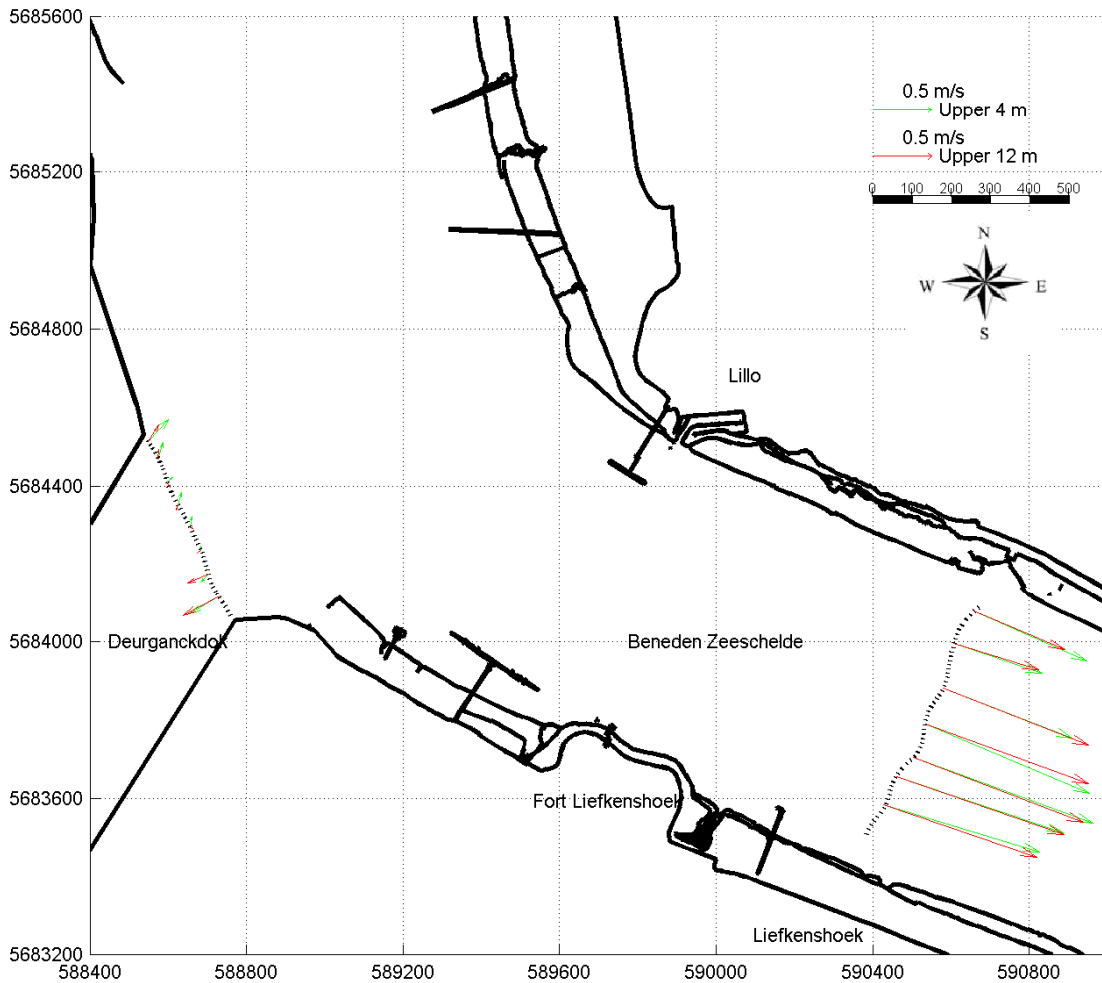 5685600
0.5 m/s
Upper 4 m
0.5 m/s
Upper 12 m
5685200
0 100 200 300 400 500
N
W E
S
5684800
Lillo
5684400
5684000
Deurganckdok
Beneden Zeeschelde
5683600
Fort Liefkenshoek
Liefkenshoek
5683200
588400 588800 589200 589600 590000 590400 590800